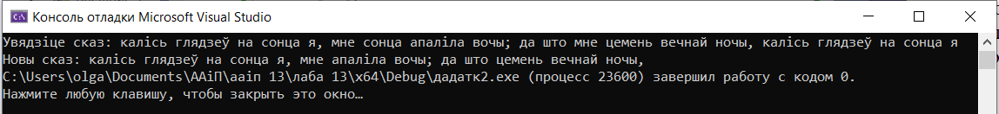 Консоль отладки Microsoft Visual Studio
Увядзіце сказ: калісь глядзеў на сонца я, мне сонца апаліла вочы; да што мне цемень вечнай ночы, калісь глядзеў на сонца я
Новы сказ: калісь глядзеў на сонца я, мне апаліла вочы; да што цемень вечнай ночы,
C:\Users\olga\Documents\ААіП\ааіп 13\лаба 13\x64\Debug\дадатк2.exe (процесс 23600) завершил работу с кодом 0.
Нажмите любую клавишу, чтобы закрыть это окно…